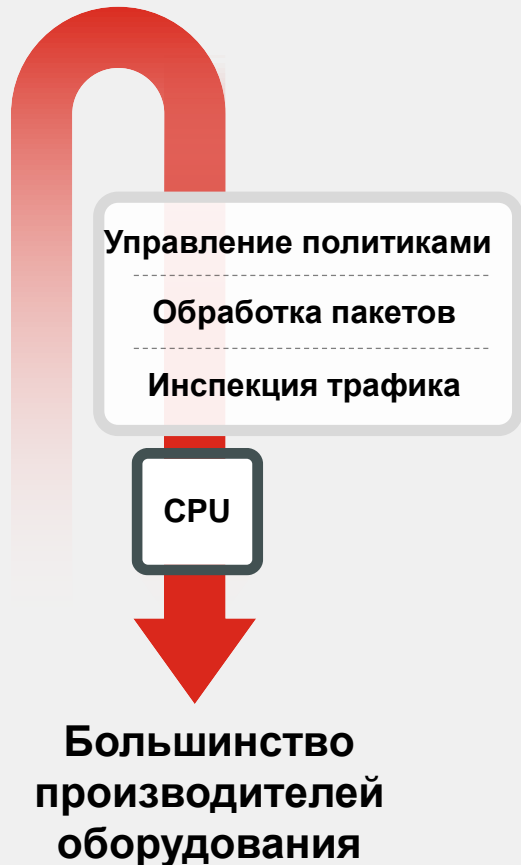 Управление политиками
Обработка пакетов
Инспекция трафика
CPU
Большинство
производителей
оборудования